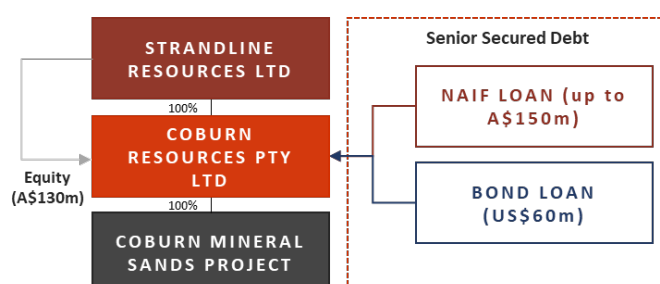 STRANDLINE
RESOURCES LTD
100%
COBURN
RESOURCES PTY
LTD
Equity
(A$130m)
100%
COBURN MINERAL
SANDS PROJECT
Senior Secured Debt
NAIF LOAN (up to
A$150m)
BOND LOAN
(US$60m)